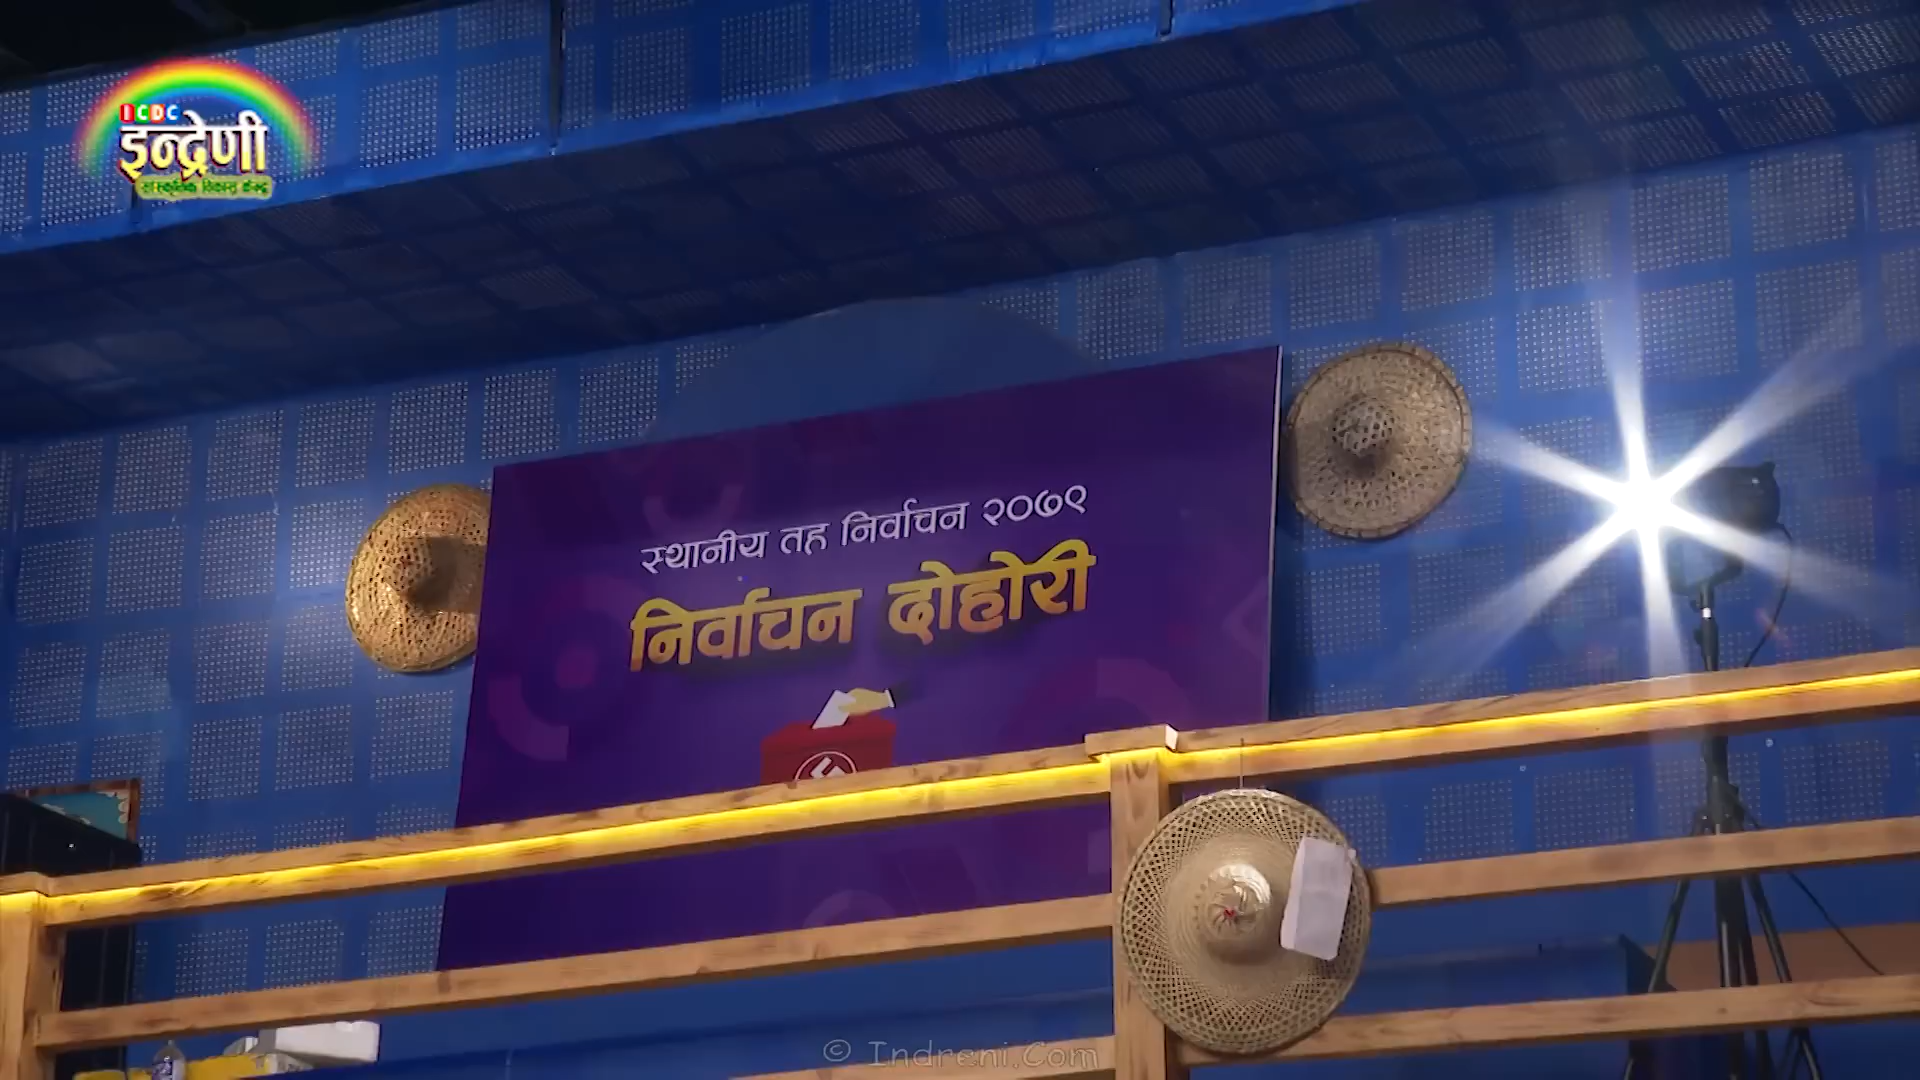 ICDC
इन्द्रेणी
सांस्कृतिक विकास केन्द्र
स्थानीय तह निर्वाचन २०७९
निर्वाचन दोहोरी
© Indreni.Com